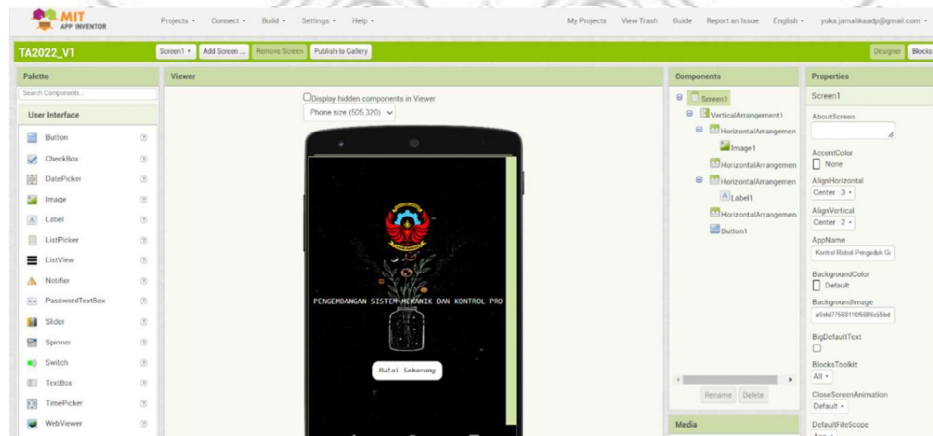 MIT
APP INVENTOR
Projects
Connect
Build
Settings
Help
My Projects
View Trash
Guide
Report an Issue
English
yuka.jamalikaadp@gmail.com
TA2022_V1
Screen1
Add Screen ...
Remove Screen
Publish to Gallery
Designer
Blocks
Palette
Search Components...
User Interface
Button
CheckBox
DatePicker
Image
Label
ListPicker
ListView
Notifier
PasswordTextBox
Slider
Spinner
Switch
TextBox
TimePicker
WebViewer
Viewer
Display hidden components in Viewer
Phone size (505,320)
PENGEMBANGAN SISTEM MEKANIK DAN KONTROL PRO
Mulai Sekarang
Components
Screen1
VerticalArrangement1
HorizontalArrangemen
Image1
HorizontalArrangemen
HorizontalArrangemen
Label1
HorizontalArrangemen
Button1
Rename
Delete
Media
Properties
Screen1
AboutScreen
AccentColor
None
AlignHorizontal
Center : 3
AlignVertical
Center : 2
AppName
Kontrol Robot Pengaduk Ga
BackgroundColor
Default
BackgroundImage
BigDefaultText
BlocksToolkit
All
CloseScreenAnimation
Default
DefaultFileScope
App